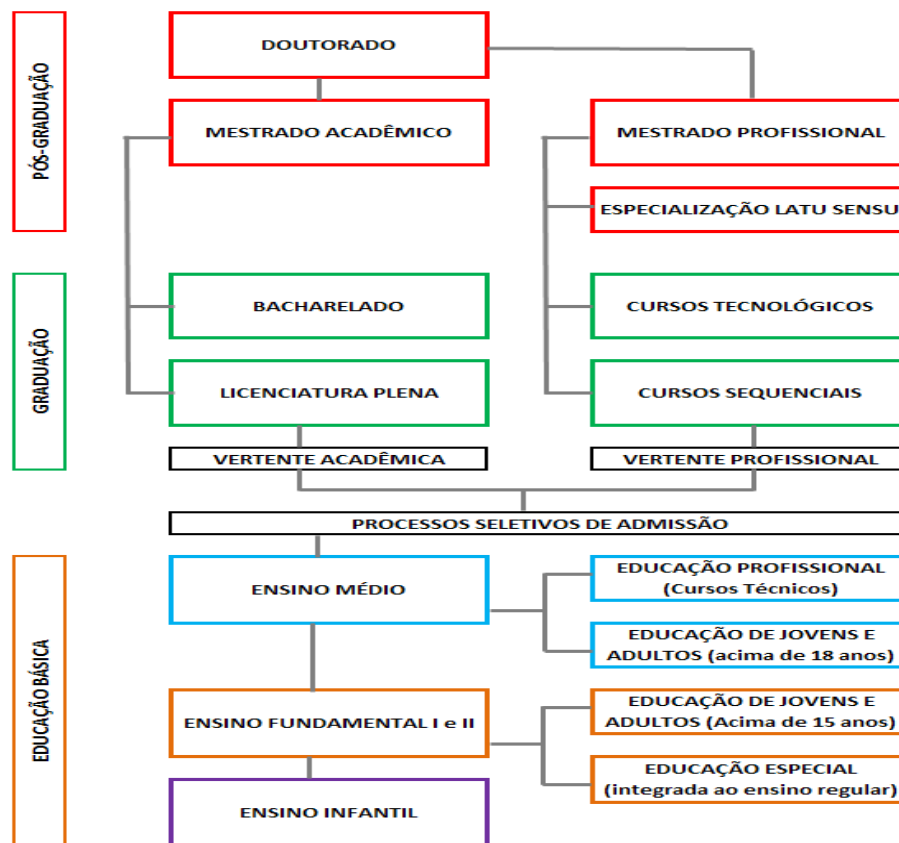 PÓS-GRADUAÇÃO
DOUTORADO
MESTRADO ACADÊMICO
MESTRADO PROFISSIONAL
ESPECIALIZAÇÃO LATU SENSU
GRADUAÇÃO
BACHARELADO
CURSOS TECNOLÓGICOS
LICENCIATURA PLENA
CURSOS SEQUENCIAIS
VERTENTE ACADÊMICA
VERTENTE PROFISSIONAL
PROCESSOS SELETIVOS DE ADMISSÃO
EDUCAÇÃO BÁSICA
ENSINO MÉDIO
EDUCAÇÃO PROFISSIONAL
(Cursos Técnicos)
EDUCAÇÃO DE JOVENS E
ADULTOS (acima de 18 anos)
ENSINO FUNDAMENTAL I e II
EDUCAÇÃO DE JOVENS E
ADULTOS (Acima de 15 anos)
EDUCAÇÃO ESPECIAL
(integrada ao ensino regular)
ENSINO INFANTIL